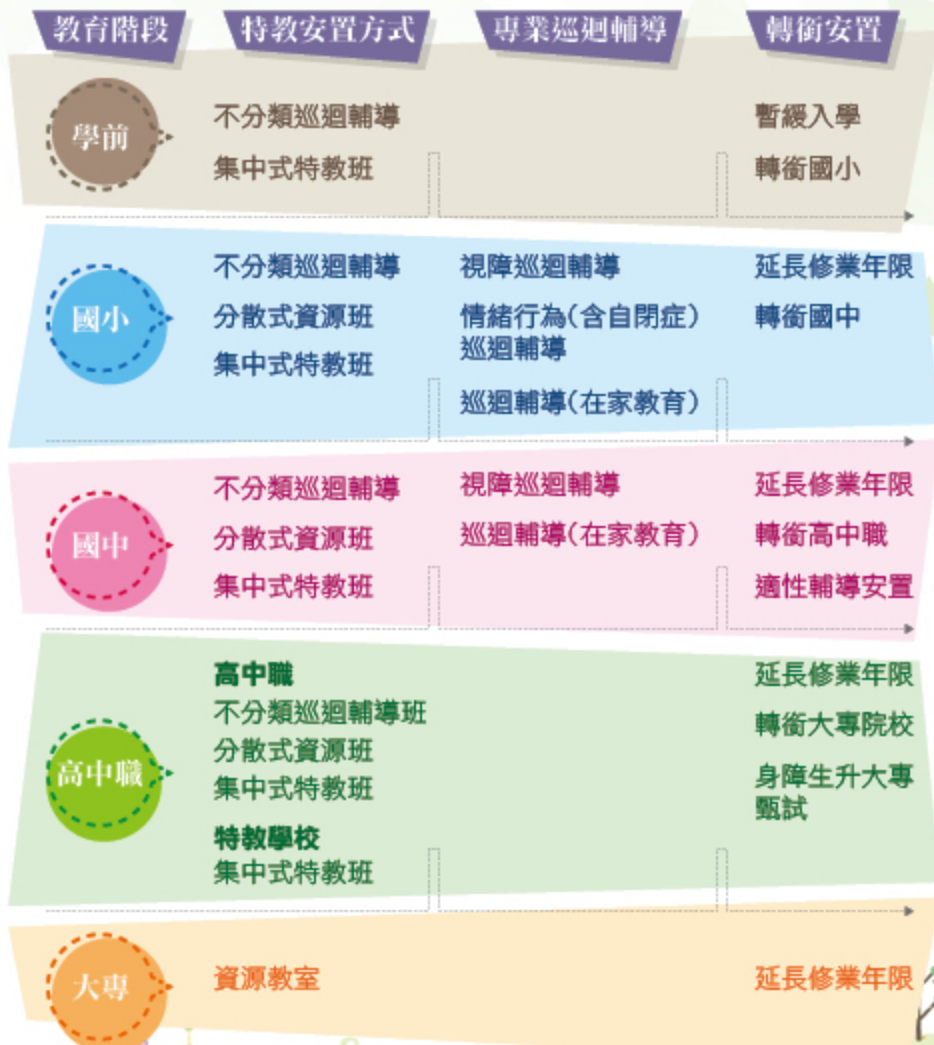 教育階段 特教安置方式 專業巡迴輔導 轉銜安置
學前
不分類巡迴輔導
集中式特教班
暫緩入學
轉銜國小
國小
不分類巡迴輔導
分散式資源班
集中式特教班
視障巡迴輔導
情緒行為(含自閉症)
巡迴輔導
巡迴輔導(在家教育)
延長修業年限
轉銜國中
國中
不分類巡迴輔導
分散式資源班
集中式特教班
視障巡迴輔導
巡迴輔導(在家教育)
延長修業年限
轉銜高中職
適性輔導安置
高中職
高中職
不分類巡迴輔導班
分散式資源班
集中式特教班
特教學校
集中式特教班
延長修業年限
轉銜大專院校
身障生升大專
甄試
大專
資源教室
延長修業年限